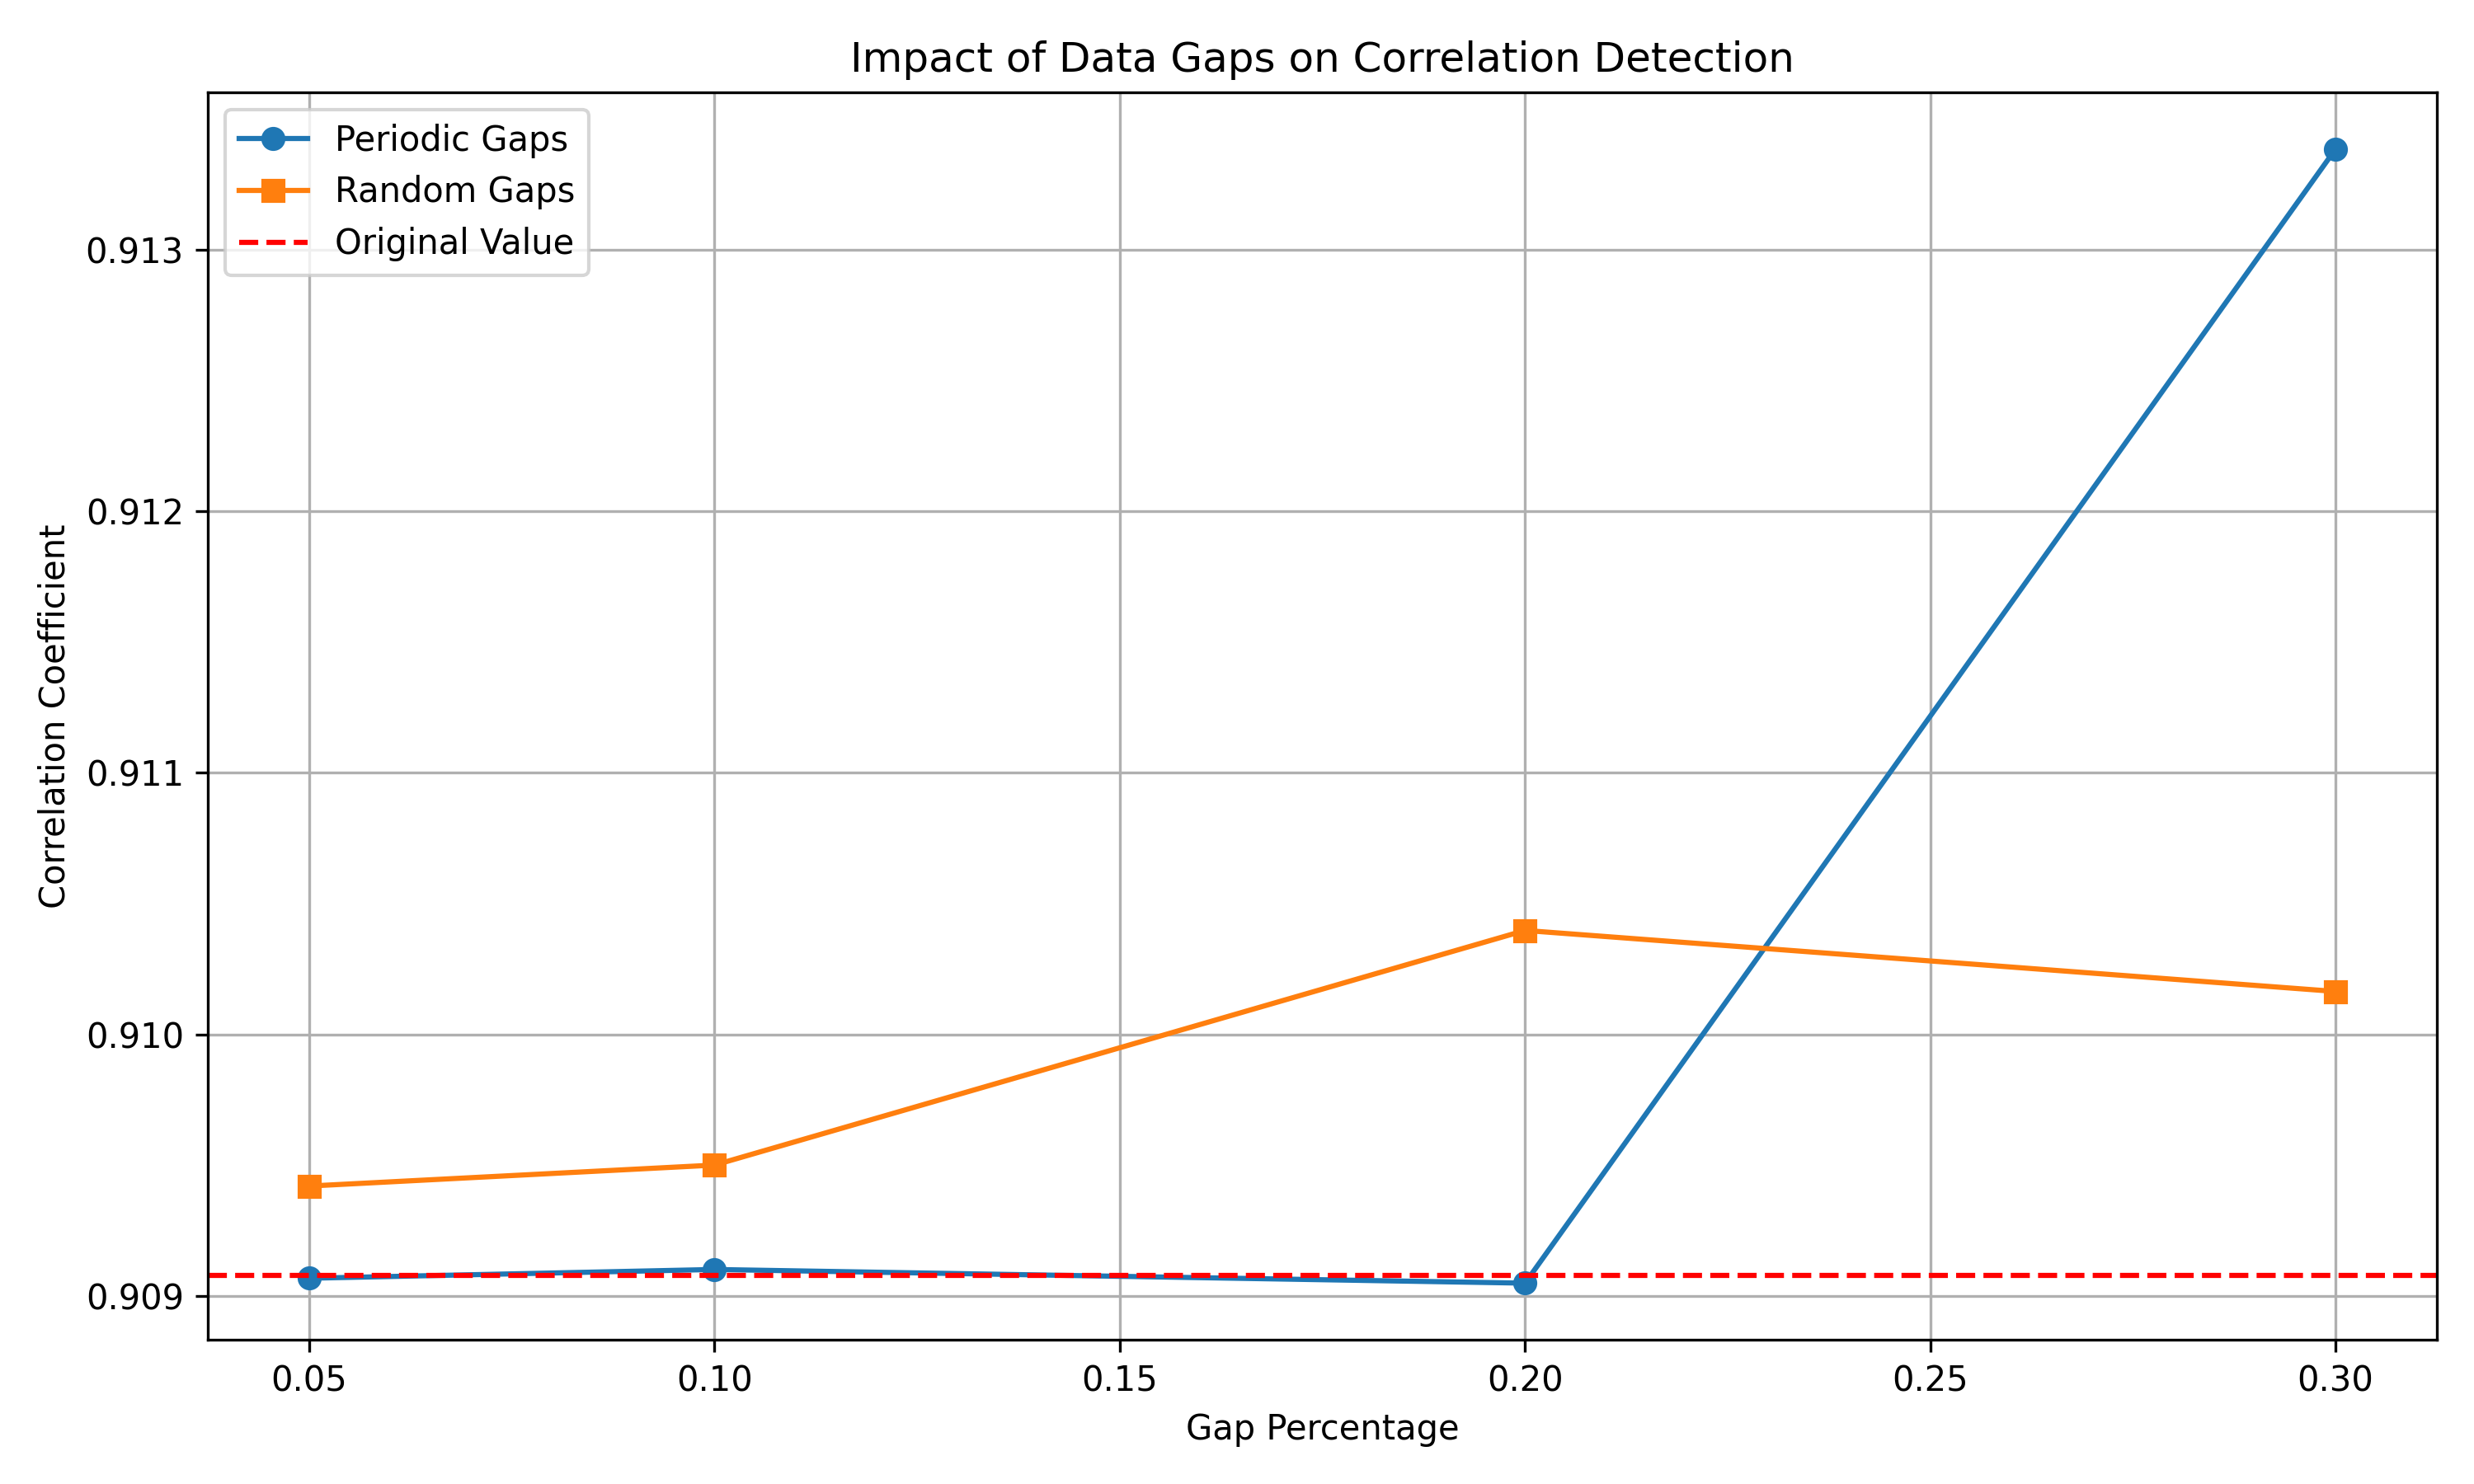 Impact of Data Gaps on Correlation Detection
Periodic Gaps
Random Gaps
Original Value
Correlation Coefficient
0.913
0.912
0.911
0.910
0.909
0.05 0.10 0.15 0.20 0.25 0.30
Gap Percentage